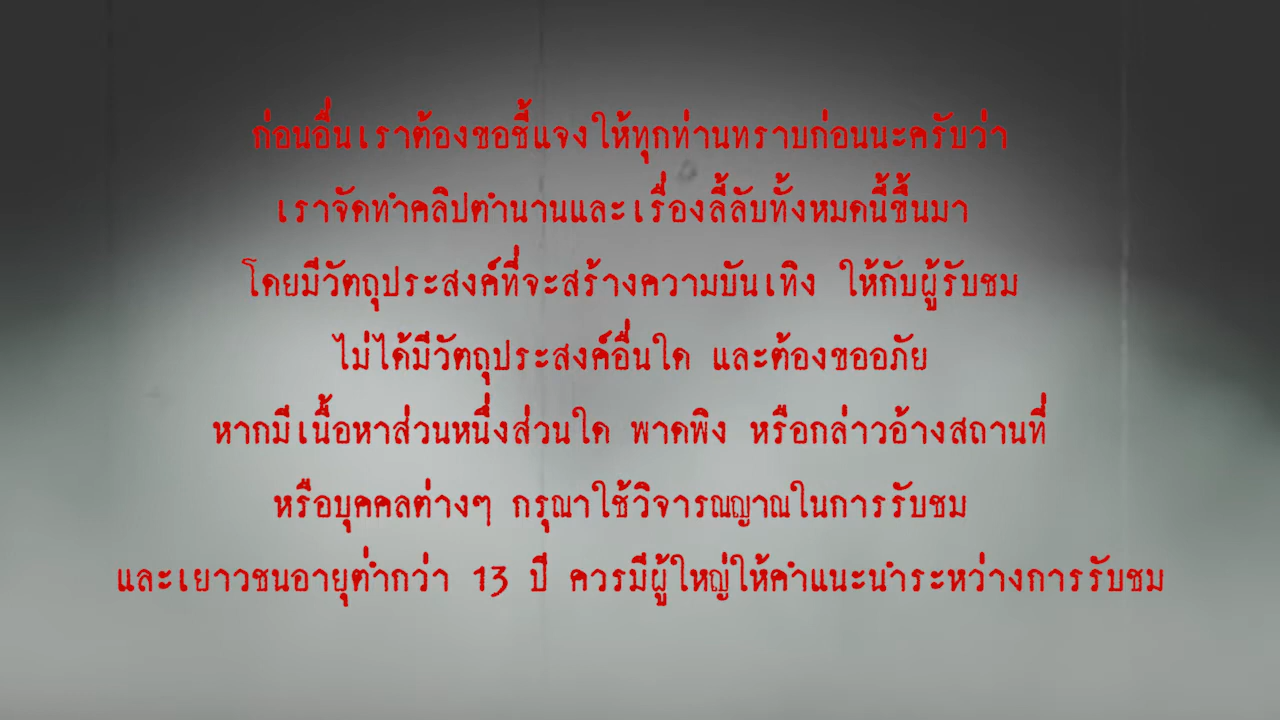 ก่อนอื่นเราต้องขอชี้แจงให้ทุกท่านทราบก่อนนะครับว่า
เราจัดทำคลิปตำนานและเรื่องลี้ลับทั้งหมดนี้ขึ้นมา
โดยมีวัตถุประสงค์ที่จะสร้างความบันเทิง ให้กับผู้รับชม
ไม่ได้มีวัตถุประสงค์อื่นใด และต้องขออภัย
หากมีเนื้อหาส่วนหนึ่งส่วนใด พาดพิง หรือกล่าวอ้างสถานที่
หรือบุคคลต่างๆ กรุณาใช้วิจารณญาณในการรับชม
และเยาวชนอายุต่ำกว่า 13 ปี ควรมีผู้ใหญ่ให้คำแนะนำระหว่างการรับชม